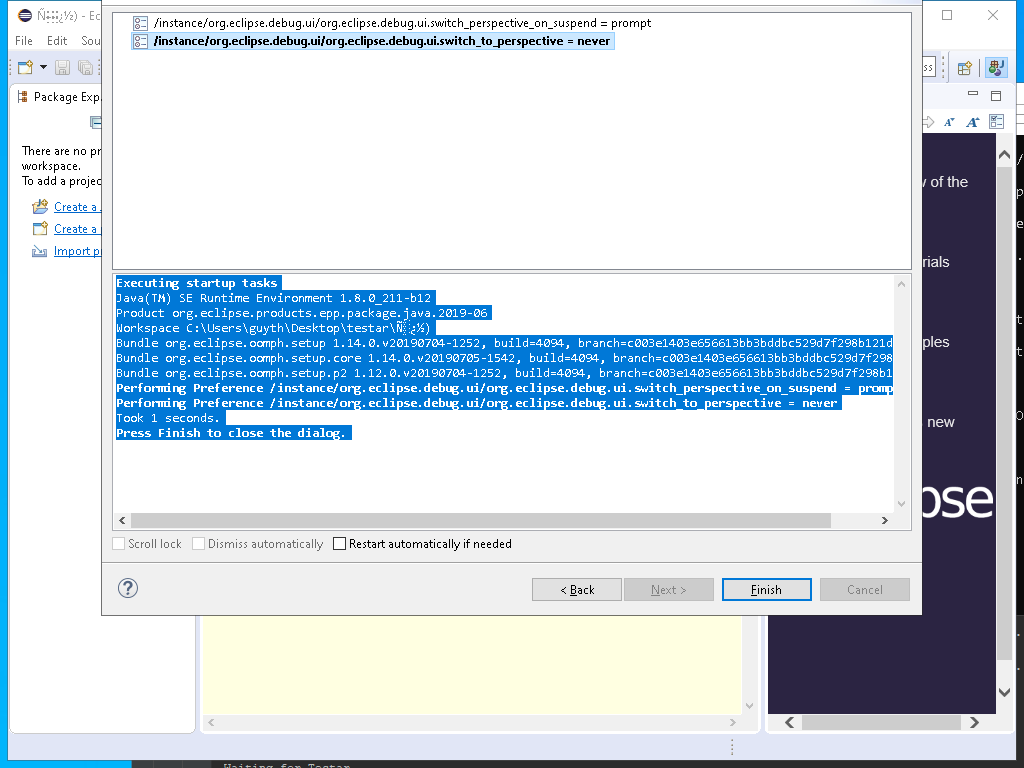 /instance/org.eclipse.debug.ui/org.eclipse.debug.ui.switch_perspective_on_suspend = prompt
/instance/org.eclipse.debug.ui/org.eclipse.debug.ui.switch_to_perspective = never
File Edit Sou
Package Exp
There are no pr
workspace.
To add a projec
Create a
Create a
Import p
w of the
rials
ples
new
pse
Executing startup tasks
Java(TM) SE Runtime Environment 1.8.0_211-b12
Product org.eclipse.products.epp.package.java.2019-06
Workspace C:\Users\guyth\Desktop\testar\
Bundle org.eclipse.oomph.setup 1.14.0.v20190704-1252, build=4094, branch=c003e1403e656613bb3bddbc529d7f298b121d
Bundle org.eclipse.oomph.setup.core 1.14.0.v20190705-1542, build=4094, branch=c003e1403e656613bb3bddbc529d7f298
Bundle org.eclipse.oomph.setup.p2 1.12.0.v20190704-1252, build=4094, branch=c003e1403e656613bb3bddbc529d7f298b1
Performing Preference /instance/org.eclipse.debug.ui/org.eclipse.debug.ui.switch_perspective_on_suspend = promp
Performing Preference /instance/org.eclipse.debug.ui/org.eclipse.debug.ui.switch_to_perspective = never
Took 1 seconds.
Press Finish to close the dialog.
Scroll lock Dismiss automatically Restart automatically if needed
< Back Next > Finish Cancel
Waiting for Testar